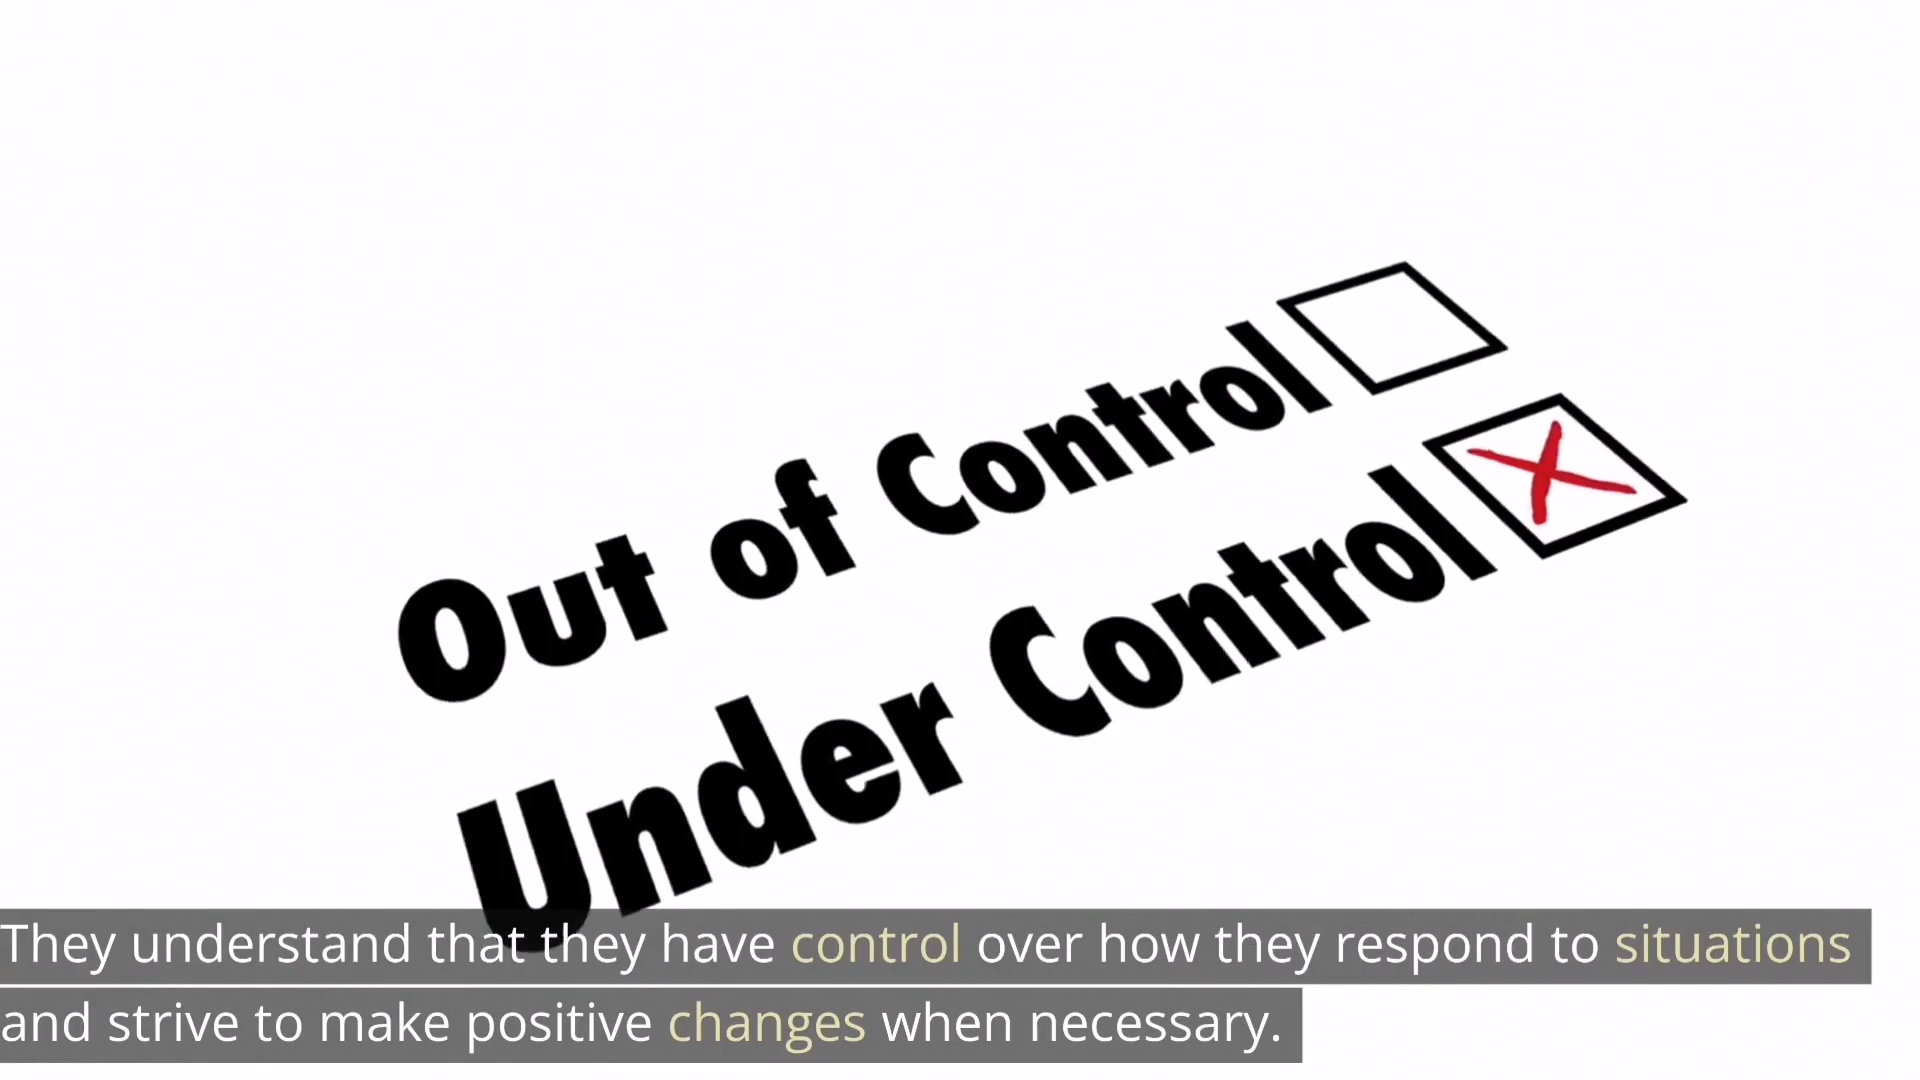 Out of Control
Under Control
They understand that they have control over how they respond to situations
and strive to make positive changes when necessary.